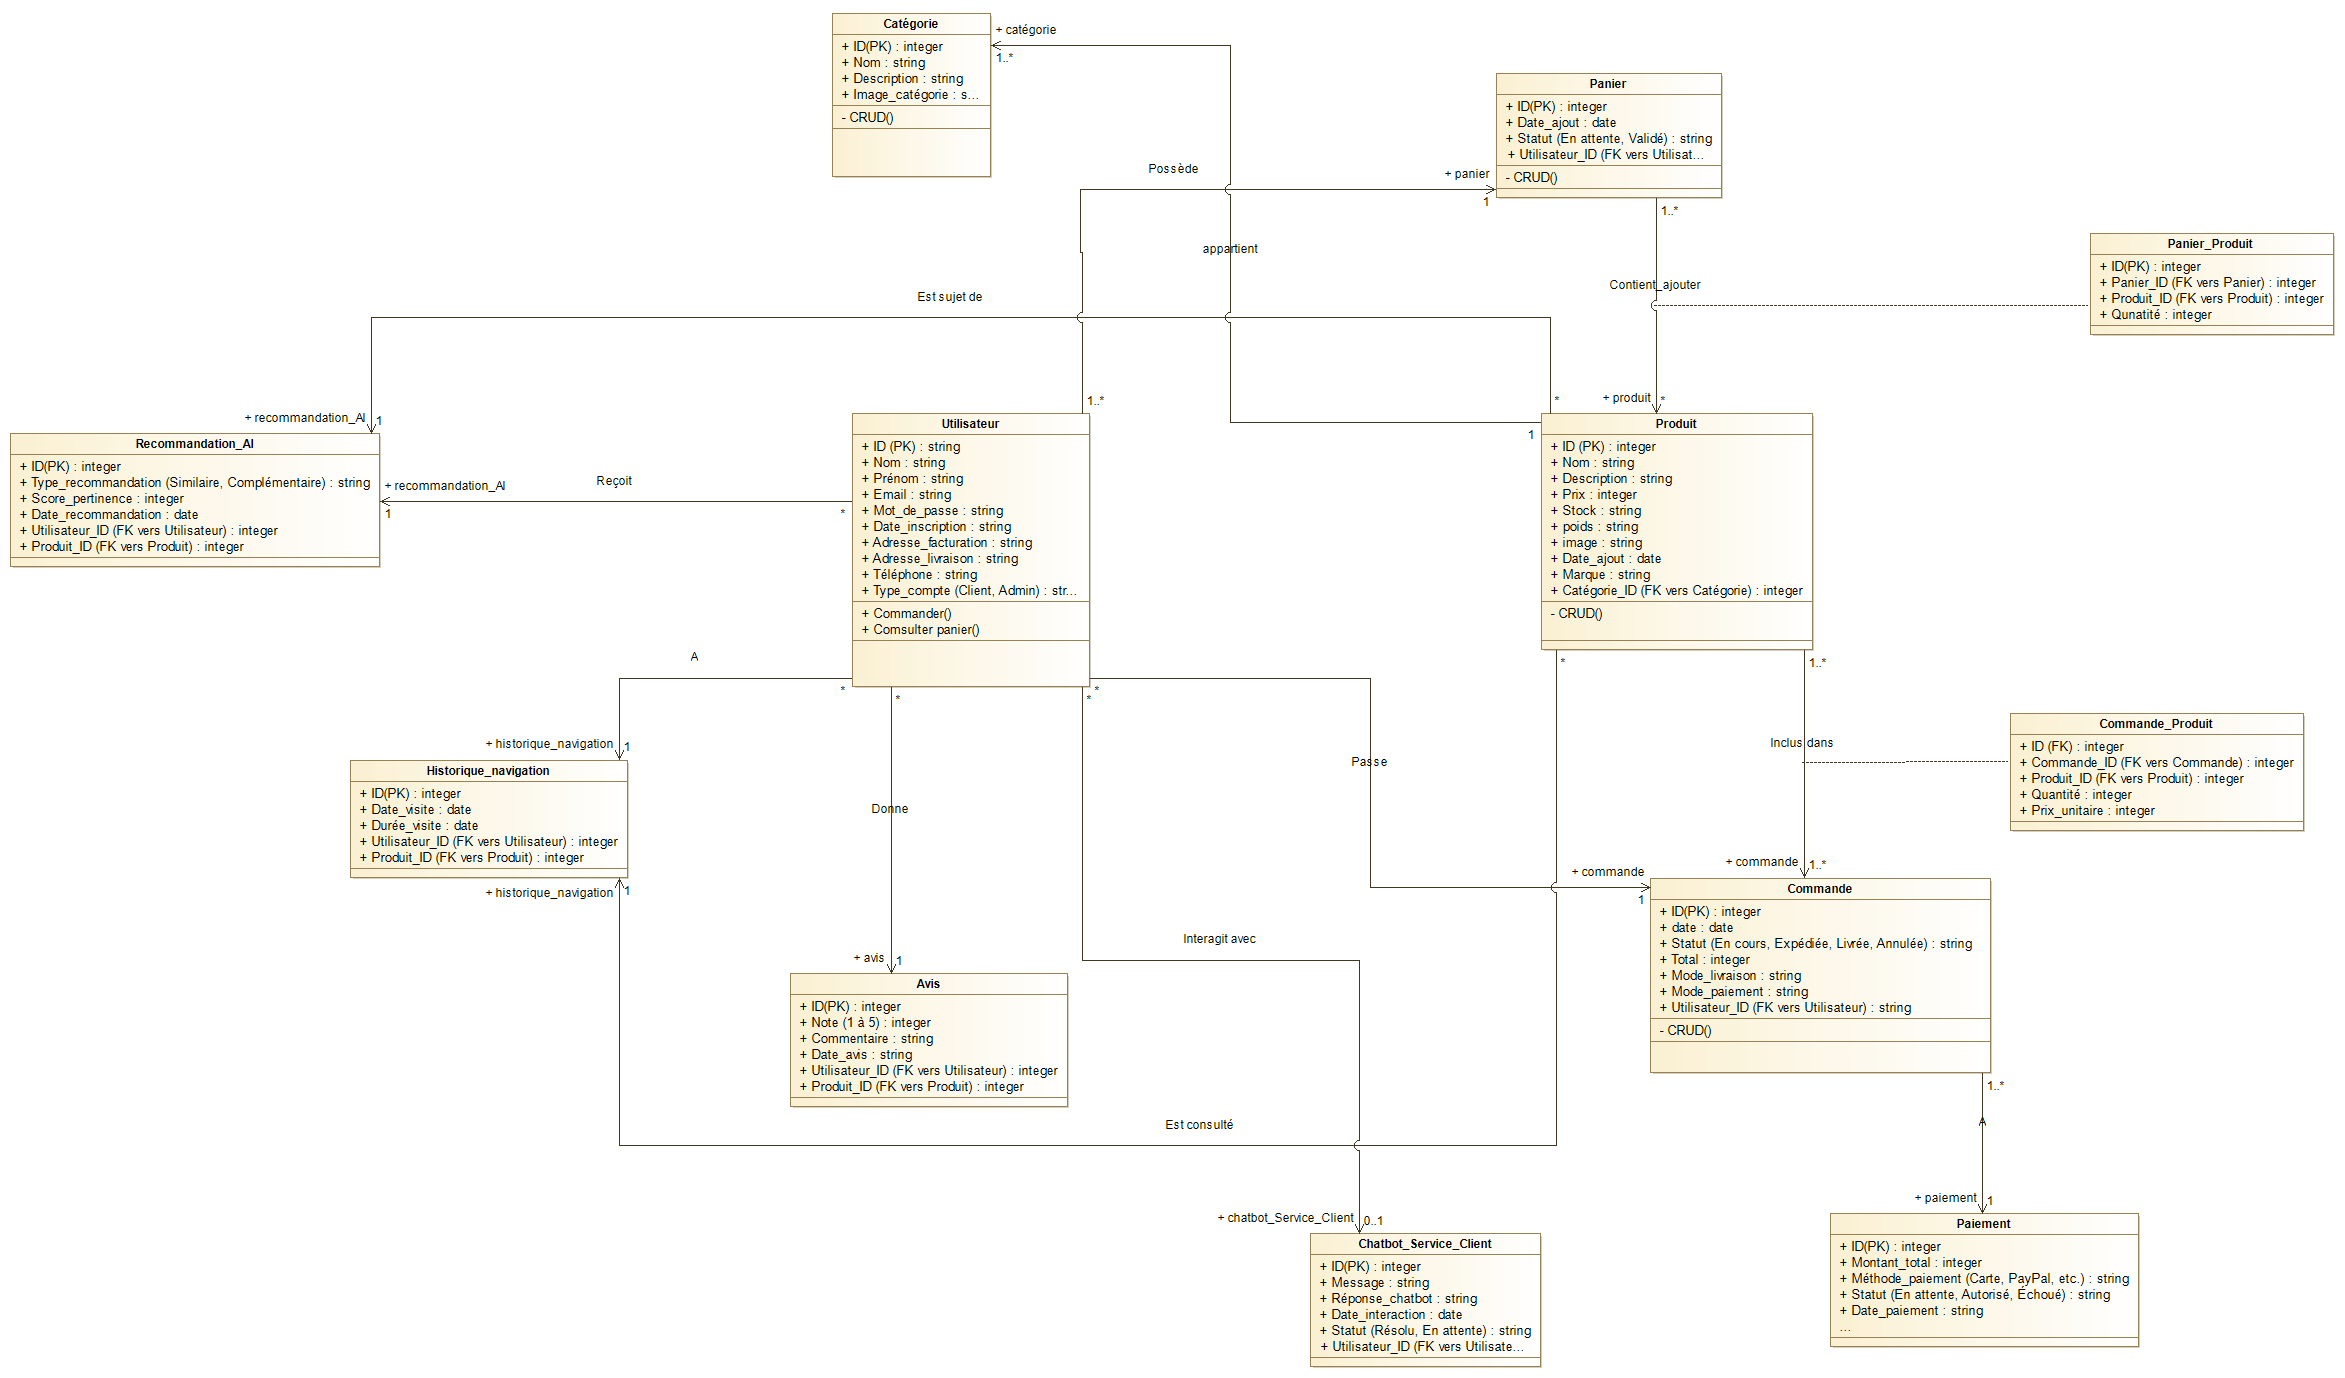 Catégorie
+ ID(PK) : integer
+ Nom : string
+ Description : string
+ Image_catégorie : s...
- CRUD()
+ catégorie
1..*
Panier
+ ID(PK) : integer
+ Date_ajout : date
+ Statut (En attente, Validé) : string
+ Utilisateur_ID (FK vers Utilisat...
- CRUD()
Possède
+ panier
1
1..*
appartient
Panier_Produit
+ ID(PK) : integer
+ Panier_ID (FK vers Panier) : integer
+ Produit_ID (FK vers Produit) : integer
+ Qunatité : integer
Contient_ajouter
Est sujet de
+ recommandation_AI
1
1..*
*
+ produit
*
1
Recommandation_AI
+ ID(PK) : integer
+ Type_recommandation (Similaire, Complémentaire) : string
+ Score_pertinence : integer
+ Date_recommandation : date
+ Utilisateur_ID (FK vers Utilisateur) : integer
+ Produit_ID (FK vers Produit) : integer
+ recommandation_AI
1
Reçoit
*
Utilisateur
+ ID (PK) : string
+ Nom : string
+ Prénom : string
+ Email : string
+ Mot_de_passe : string
+ Date_inscription : string
+ Adresse_facturation : string
+ Adresse_livraison : string
+ Téléphone : string
+ Type_compte (Client, Admin) : str...
+ Commander()
+ Comsulter panier()
Produit
+ ID (PK) : integer
+ Nom : string
+ Description : string
+ Prix : integer
+ Stock : string
+ poids : string
+ image : string
+ Date_ajout : date
+ Marque : string
+ Catégorie_ID (FK vers Catégorie) : integer
- CRUD()
A
*
*
*
*
*
1..*
+ historique_navigation
1
Historique_navigation
+ ID(PK) : integer
+ Date_visite : date
+ Durée_visite : date
+ Utilisateur_ID (FK vers Utilisateur) : integer
+ Produit_ID (FK vers Produit) : integer
+ historique_navigation
1
Donne
Passe
Inclus dans
Commande_Produit
+ ID (FK) : integer
+ Commande_ID (FK vers Commande) : integer
+ Produit_ID (FK vers Produit) : integer
+ Quantité : integer
+ Prix_unitaire : integer
+ commande
1
+ commande
1..*
Commande
+ ID(PK) : integer
+ date : date
+ Statut (En cours, Expédiée, Livrée, Annulée) : string
+ Total : integer
+ Mode_livraison : string
+ Mode_paiement : string
+ Utilisateur_ID (FK vers Utilisateur) : string
- CRUD()
Interagit avec
+ avis
1
Avis
+ ID(PK) : integer
+ Note (1 à 5) : integer
+ Commentaire : string
+ Date_avis : string
+ Utilisateur_ID (FK vers Utilisateur) : integer
+ Produit_ID (FK vers Produit) : integer
Est consulté
1..*
A
+ paiement
1
+ chatbot_Service_Client
0..1
Chatbot_Service_Client
+ ID(PK) : integer
+ Message : string
+ Réponse_chatbot : string
+ Date_interaction : date
+ Statut (Résolu, En attente) : string
+ Utilisateur_ID (FK vers Utilisate...
Paiement
+ ID(PK) : integer
+ Montant_total : integer
+ Méthode_paiement (Carte, PayPal, etc.) : string
+ Statut (En attente, Autorisé, Échoué) : string
+ Date_paiement : string
...